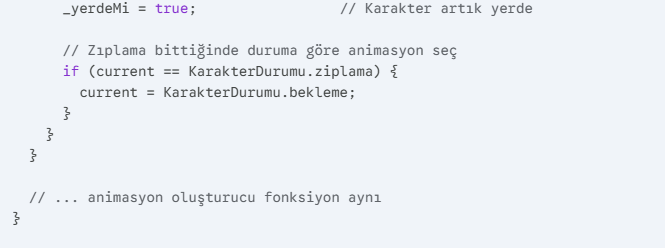 _yerdeMi = true;                 // Karakter artık yerde
// Zıplama bittiğinde duruma göre animasyon seç
if (current == KarakterDurumu.ziplama) {
current = KarakterDurumu.bekleme;
}
}
}
// ... animasyon oluşturucu fonksiyon aynı
}